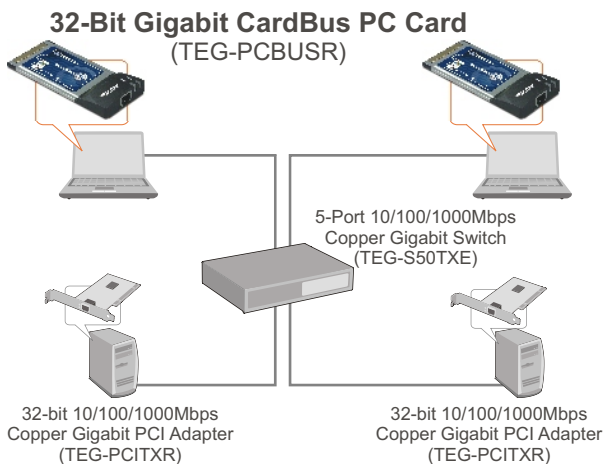 32-Bit Gigabit CardBus PC Card
(TEG-PCBUSR)
5-Port 10/100/1000Mbps
Copper Gigabit Switch
(TEG-S50TXE)
32-bit 10/100/1000Mbps
Copper Gigabit PCI Adapter
(TEG-PCITXR)
32-bit 10/100/1000Mbps
Copper Gigabit PCI Adapter
(TEG-PCITXR)